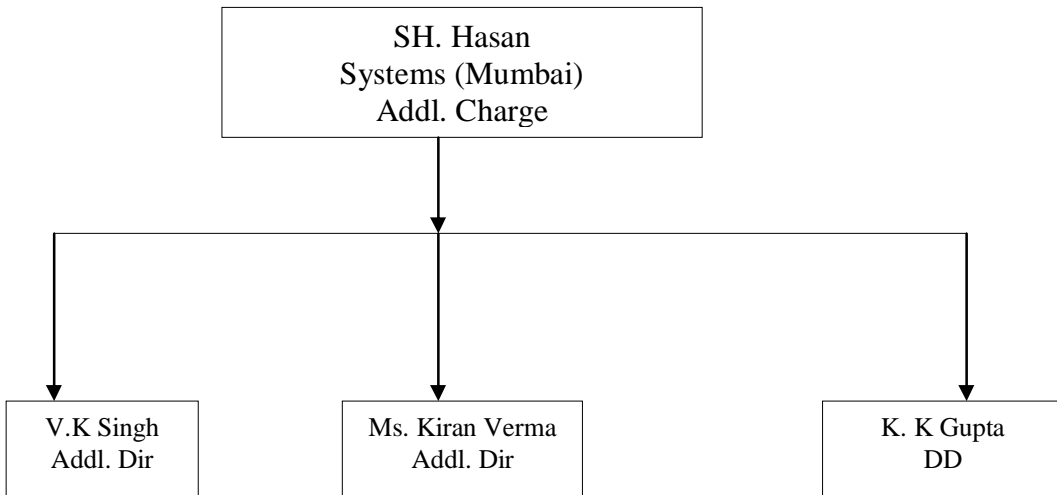 SH. Hasan
Systems (Mumbai)
Addl. Charge
V.K Singh
Addl. Dir
Ms. Kiran Verma
Addl. Dir
K. K Gupta
DD